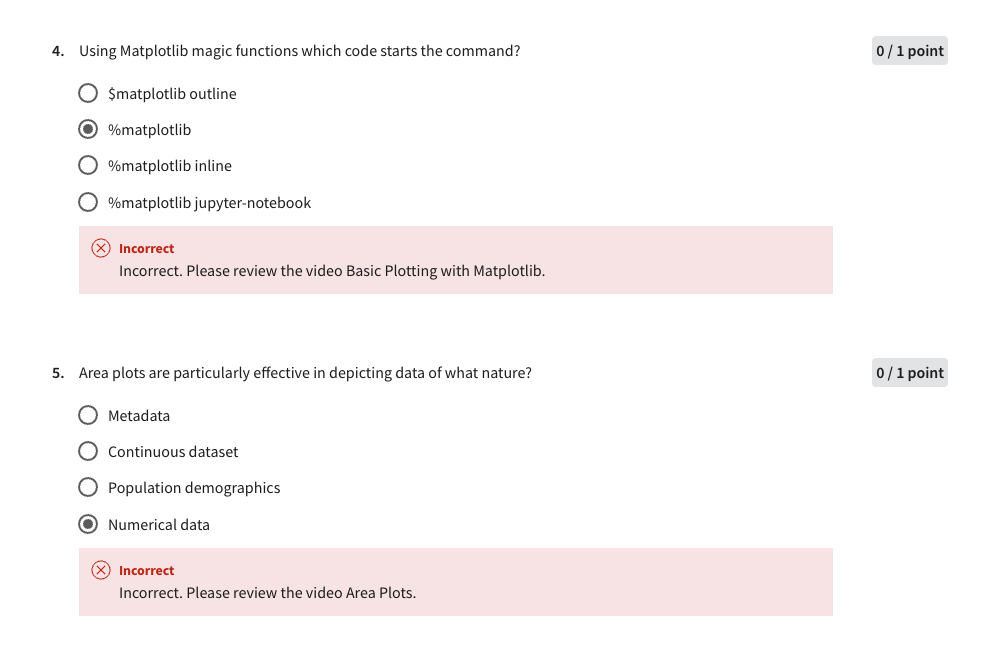 4. Using Matplotlib magic functions which code starts the command? 0 / 1 point
$matplotlib outline
%matplotlib
%matplotlib inline
%matplotlib jupyter-notebook
Incorrect
Incorrect. Please review the video Basic Plotting with Matplotlib.
5. Area plots are particularly effective in depicting data of what nature? 0 / 1 point
Metadata
Continuous dataset
Population demographics
Numerical data
Incorrect
Incorrect. Please review the video Area Plots.